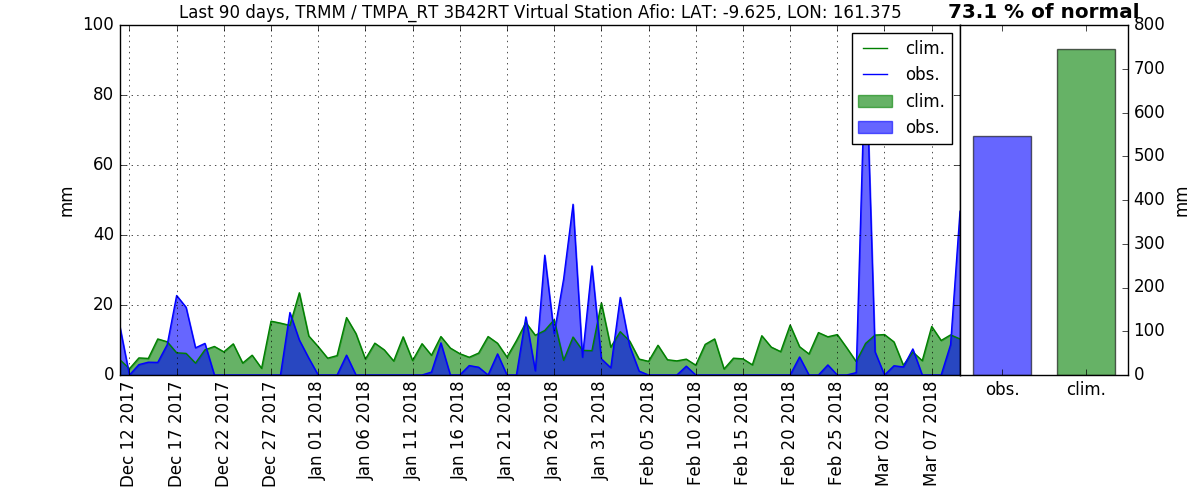 Last 90 days, TRMM / TMPA_RT 3B42RT Virtual Station Afio: LAT: -9.625, LON: 161.375
73.1 % of normal
100
80
60
40
20
0
mm
clim.
obs.
clim.
obs.
Dec 12 2017
Dec 17 2017
Dec 22 2017
Dec 27 2017
Jan 01 2018
Jan 06 2018
Jan 11 2018
Jan 16 2018
Jan 21 2018
Jan 26 2018
Jan 31 2018
Feb 05 2018
Feb 10 2018
Feb 15 2018
Feb 20 2018
Feb 25 2018
Mar 02 2018
Mar 07 2018
800
700
600
500
400
300
200
100
0
mm
obs.
clim.